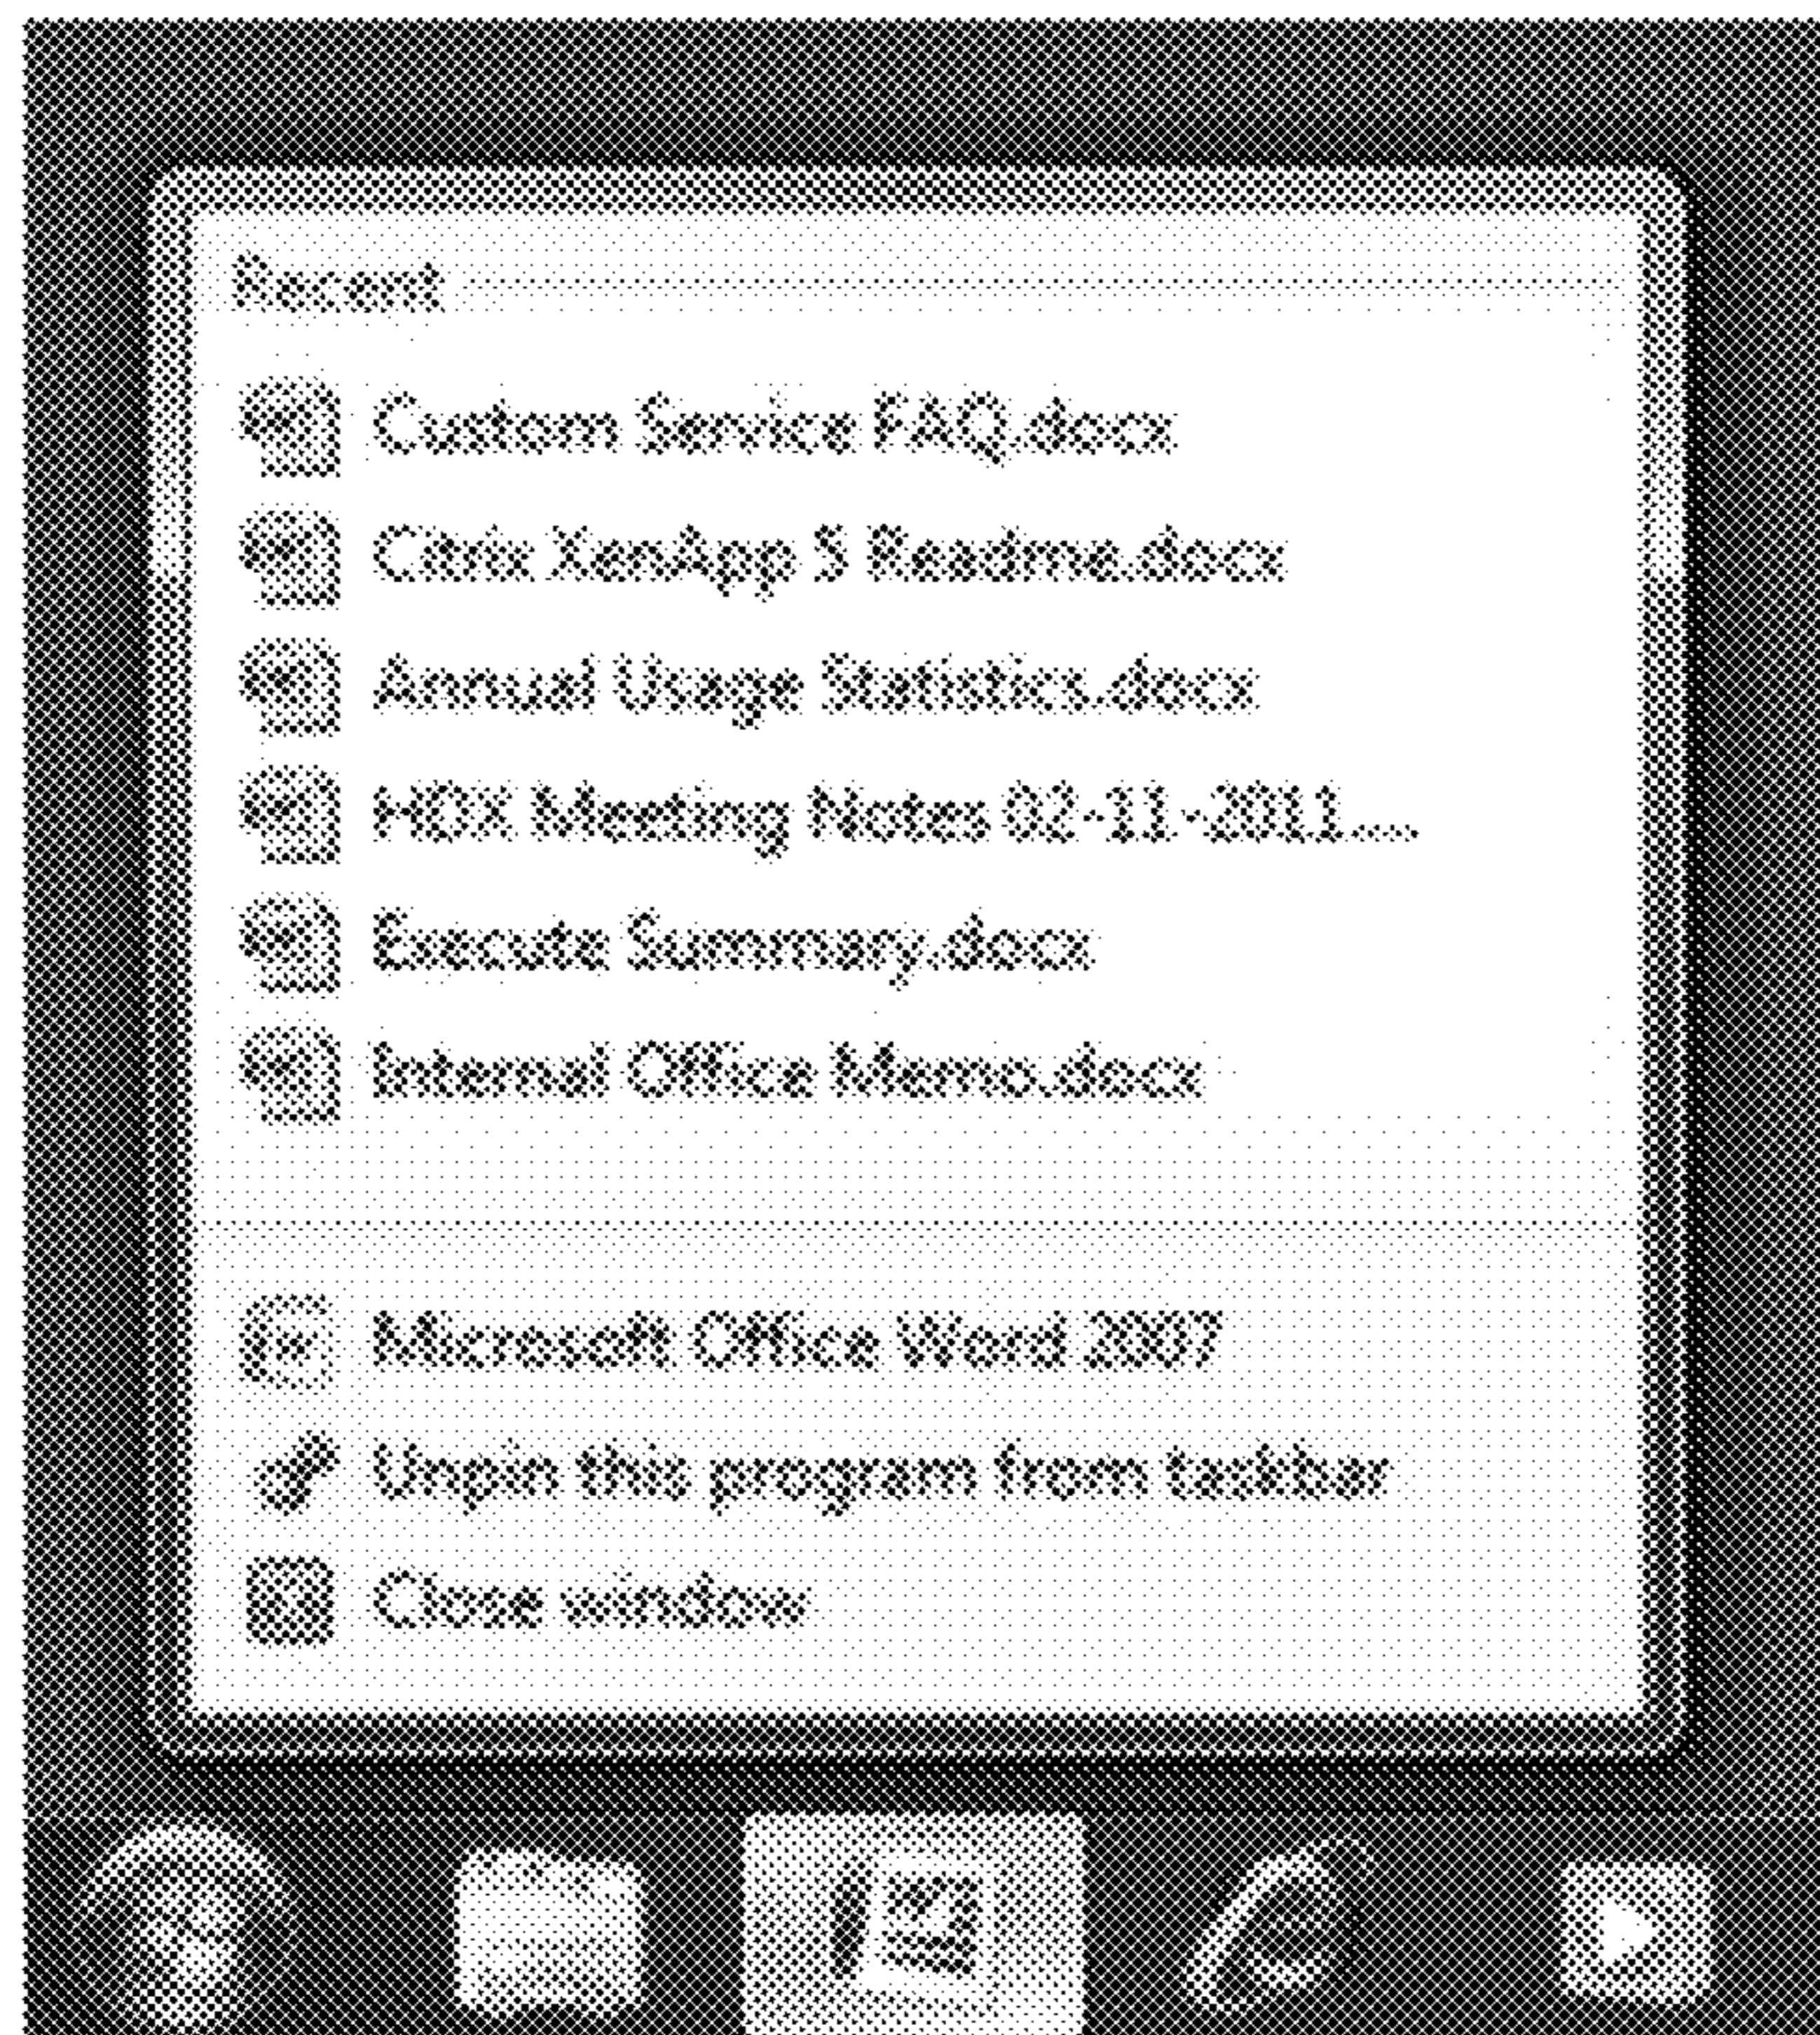 Recent
Custom Service FAQ.docx
Citrix XenApp 5 Readme.docx
Annual Usage Statistics.docx
HDX Meeting Notes 02-11-2011....
Execute Summary.docx
Internal Office Memo.docx
Microsoft Office Word 2007
Unpin this program from taskbar
Close window